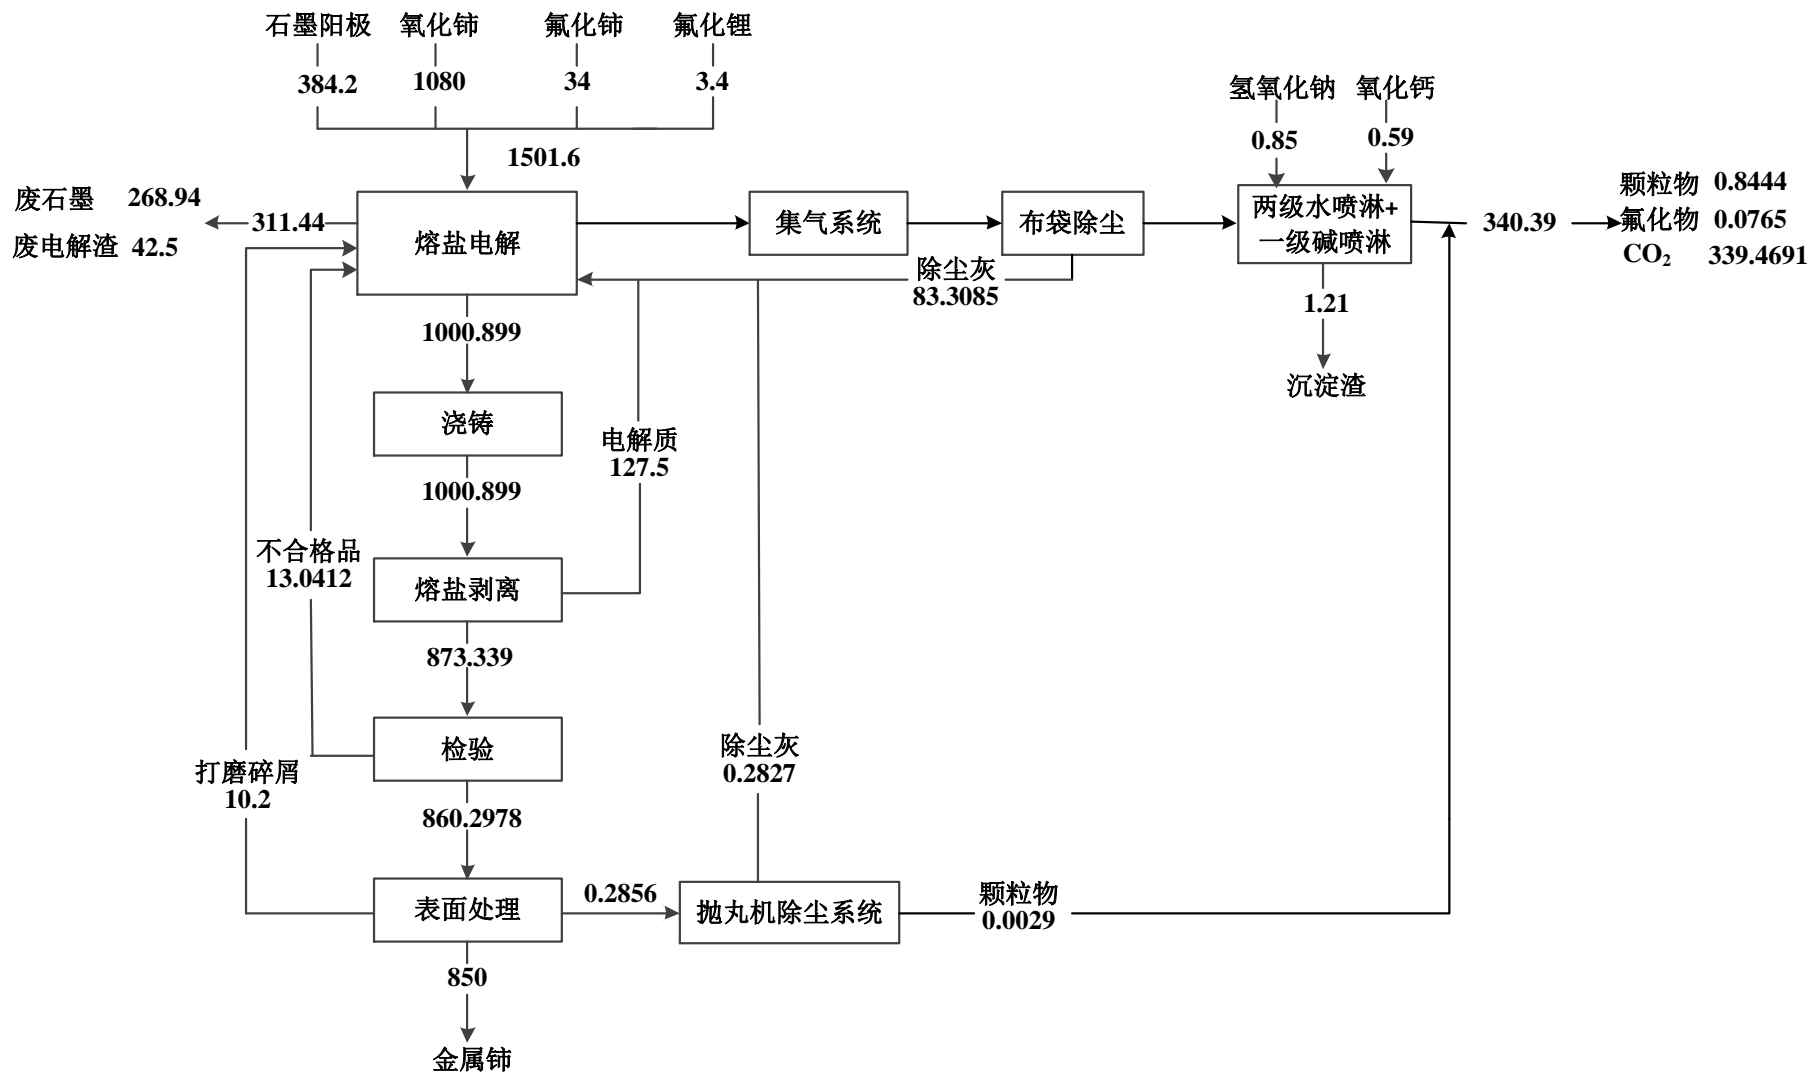 石墨阳极 氧化铈 氟化铈 氟化锂
384.2 1080 34 3.4
氢氧化钠 氧化钙
0.85 0.59
1501.6
废石墨 268.94
废电解渣 42.5
311.44
熔盐电解
集气系统
布袋除尘
两级水喷淋+
一级碱喷淋
340.39
颗粒物 0.8444
氟化物 0.0765
CO₂ 339.4691
除尘灰
83.3085
1.21
沉淀渣
1000.899
浇铸
1000.899
电解质
127.5
不合格品
13.0412
熔盐剥离
873.339
检验
除尘灰
0.2827
打磨碎屑
10.2
860.2978
表面处理
0.2856
抛丸机除尘系统
颗粒物
0.0029
850
金属铈